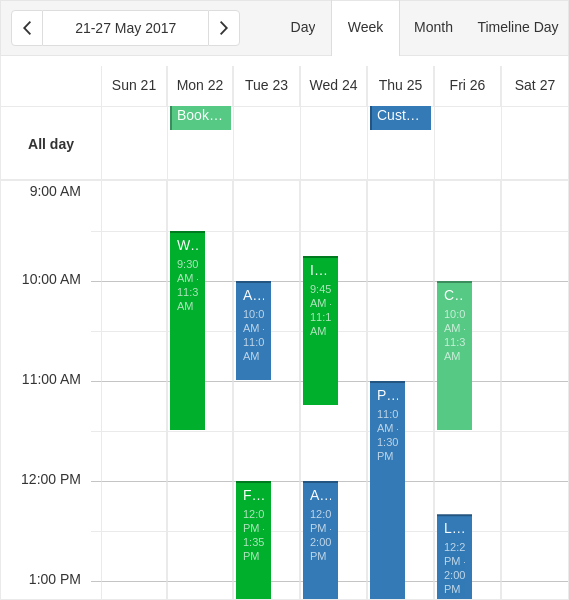 21-27 May 2017
Day
Week
Month
Timeline Day
Sun 21
Mon 22
Tue 23
Wed 24
Thu 25
Fri 26
Sat 27
All day
Book…
Cust…
9:00 AM
10:00 AM
11:00 AM
12:00 PM
1:00 PM
W…
9:30
AM -
11:3
AM
A…
10:0
AM -
11:0
AM
F…
12:0
PM -
1:35
PM
I…
9:45
AM -
11:1
AM
A…
12:0
PM -
2:00
PM
P…
11:0
AM -
1:30
PM
C…
10:0
AM -
11:3
AM
L…
12:2
PM -
2:00
PM